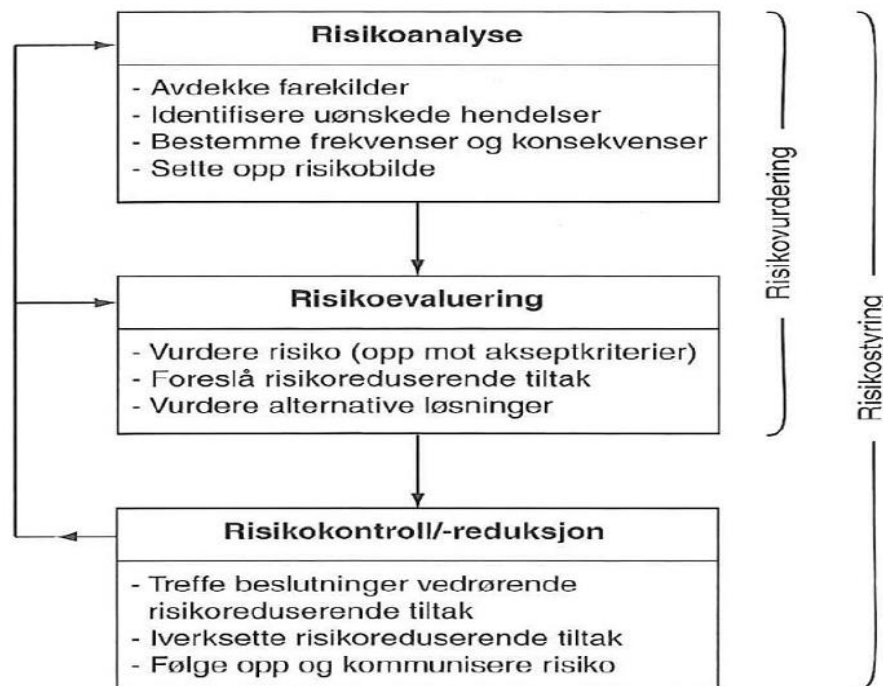 Risikoanalyse
- Avdekke farekilder
- Identifisere uønskede hendelser
- Bestemme frekvenser og konsekvenser
- Sette opp risikobilde
Risikoevaluering
- Vurdere risiko (opp mot akseptkriterier)
- Foreslå risikoreduserende tiltak
- Vurdere alternative løsninger
Risikokontroll/-reduksjon
- Treffe beslutninger vedrørende
risikoreduserende tiltak
- Iverksette risikoreduserende tiltak
- Følge opp og kommunisere risiko
Risikovurdering
Risikostyring